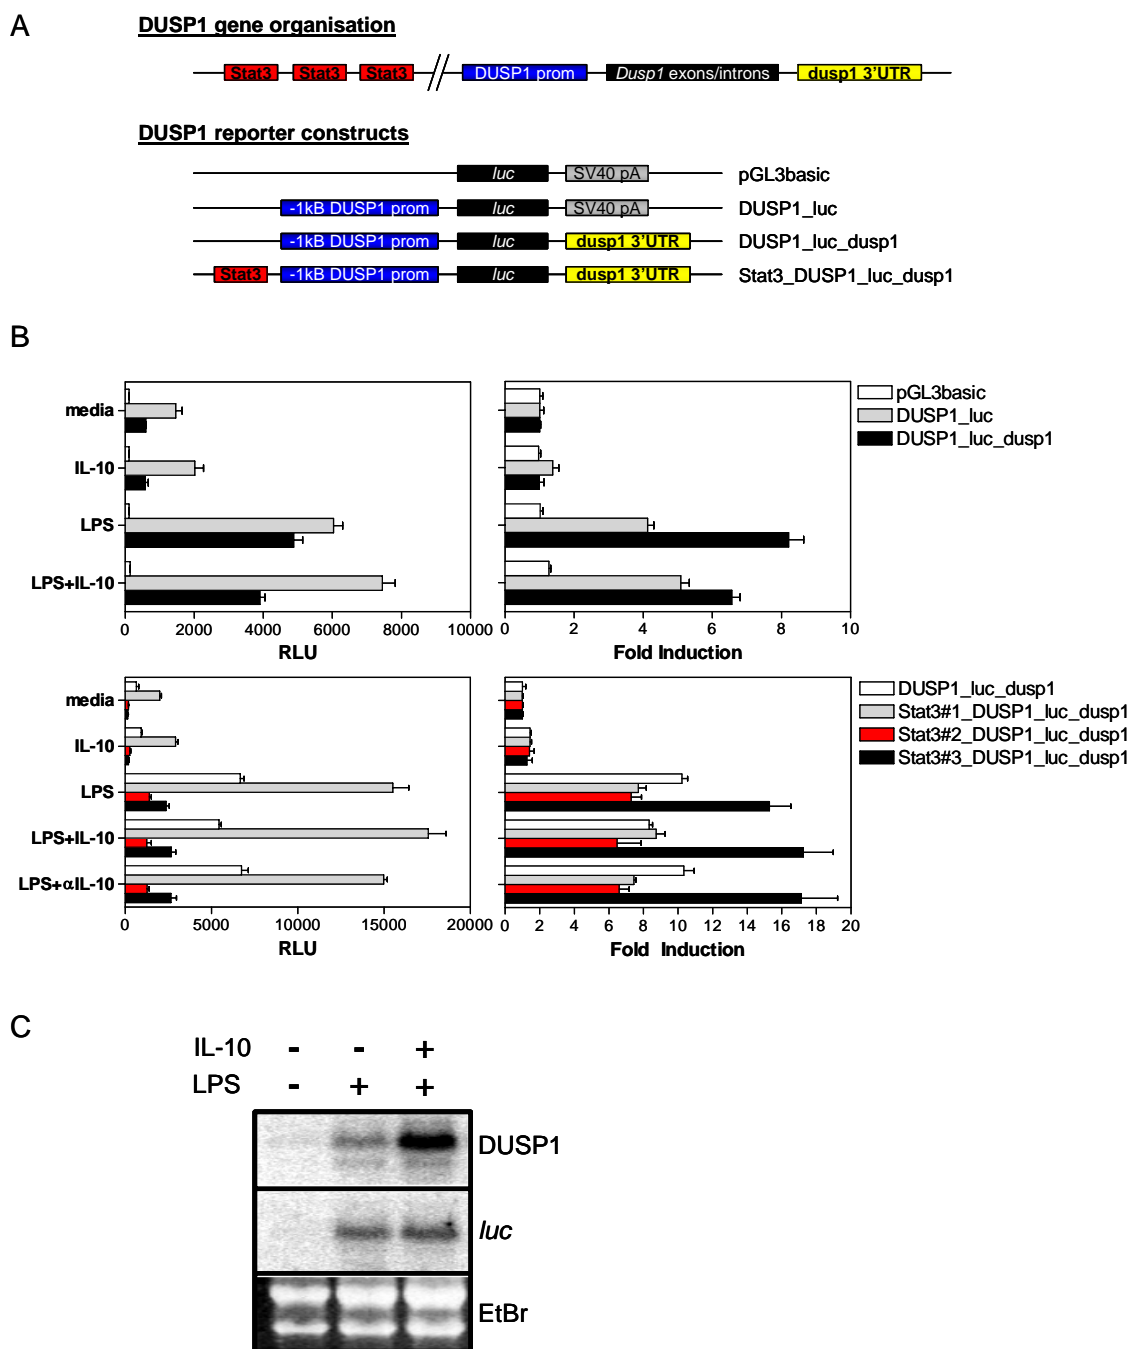 A
DUSP1 gene organisation
Stat3 Stat3 Stat3 DUSP1 prom Dusp1 exons/introns dusp1 3'UTR
DUSP1 reporter constructs
luc SV40 pA pGL3basic
-1kB DUSP1 prom luc SV40 pA DUSP1_luc
-1kB DUSP1 prom luc dusp1 3'UTR DUSP1_luc_dusp1
Stat3 -1kB DUSP1 prom luc dusp1 3'UTR Stat3_DUSP1_luc_dusp1
B
media
IL-10
LPS
LPS+IL-10
0 2000 4000 6000 8000 10000
RLU
0 2 4 6 8 10
Fold Induction
pGL3basic
DUSP1_luc
DUSP1_luc_dusp1
media
IL-10
LPS
LPS+IL-10
LPS+αIL-10
0 5000 10000 15000 20000
RLU
0 2 4 6 8 10 12 14 16 18 20
Fold Induction
DUSP1_luc_dusp1
Stat3#1_DUSP1_luc_dusp1
Stat3#2_DUSP1_luc_dusp1
Stat3#3_DUSP1_luc_dusp1
C
IL-10 - - +
LPS - + +
DUSP1
luc
EtBr